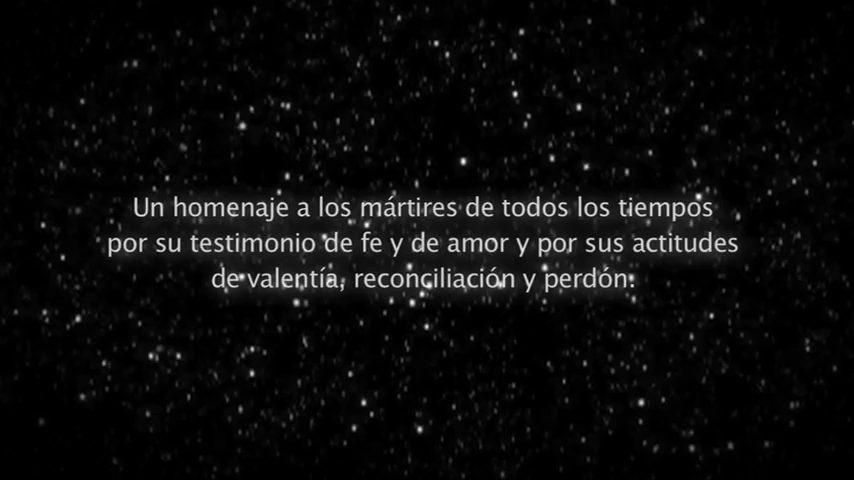 Un homenaje a los mártires de todos los tiempos
por su testimonio de fe y de amor y por sus actitudes
de valentía, reconciliación y perdón.